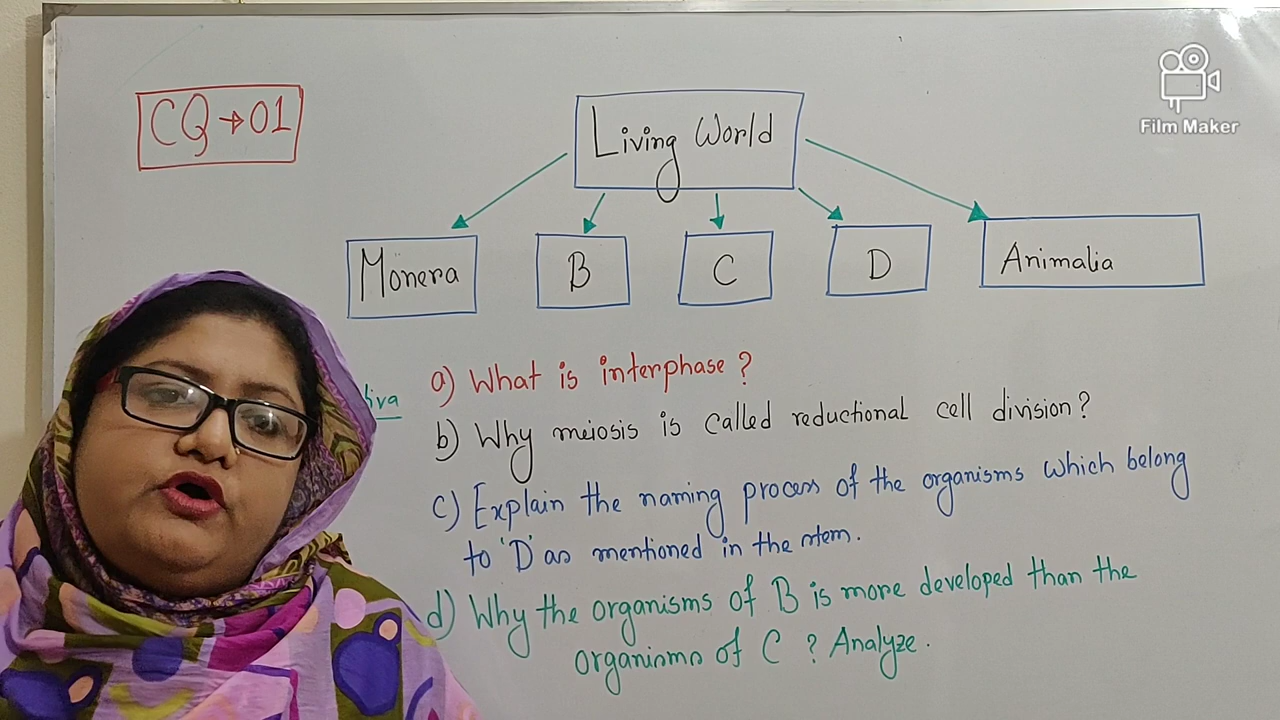 CQ → 01
Film Maker
Living World
Monera B C D Animalia
a) What is interphase?
b) Why meiosis is called reductional cell division?
c) Explain the naming process of the organisms which belong
to 'D' as mentioned in the stem.
d) Why the organisms of B is more developed than the
organisms of C ? Analyze.